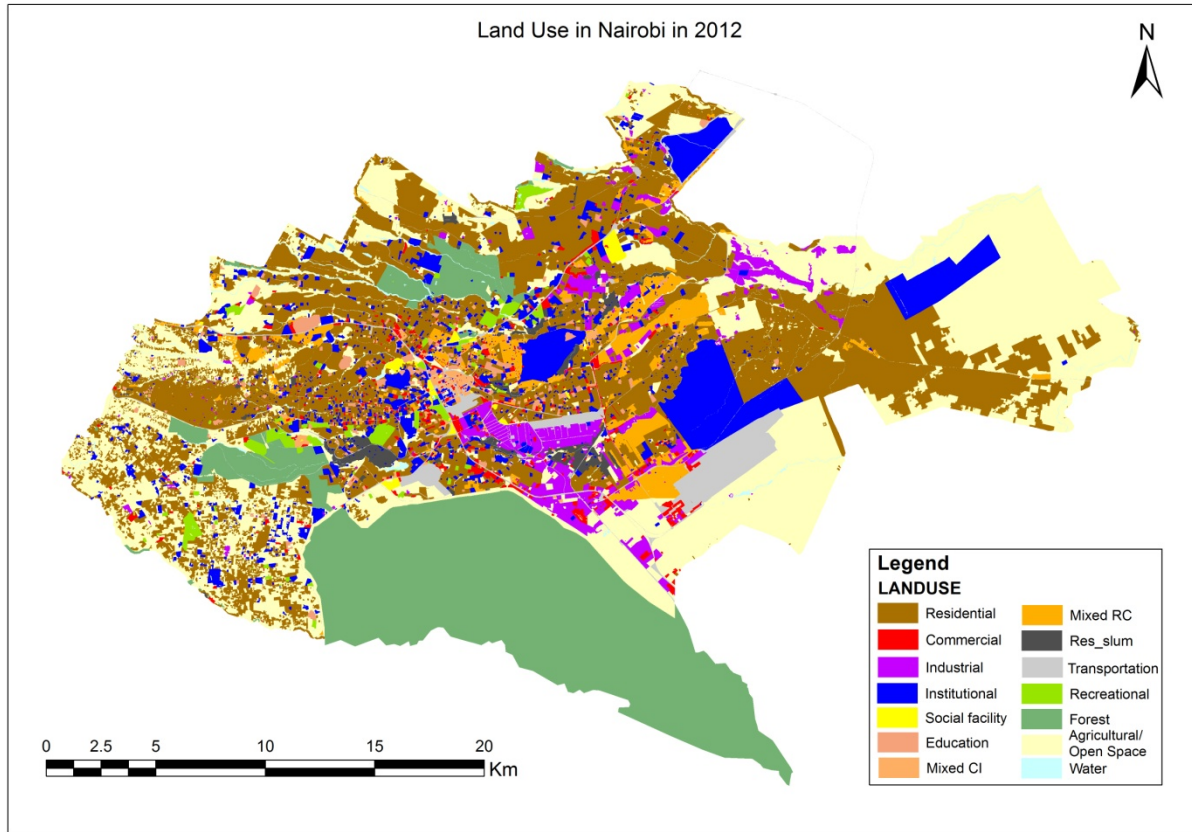 Land Use in Nairobi in 2012
N
Legend
LANDUSE
Residential
Commercial
Industrial
Institutional
Social facility
Education
Mixed CI
Mixed RC
Res_slum
Transportation
Recreational
Forest
Agricultural/
Open Space
Water
0 2.5 5 10 15 20
Km